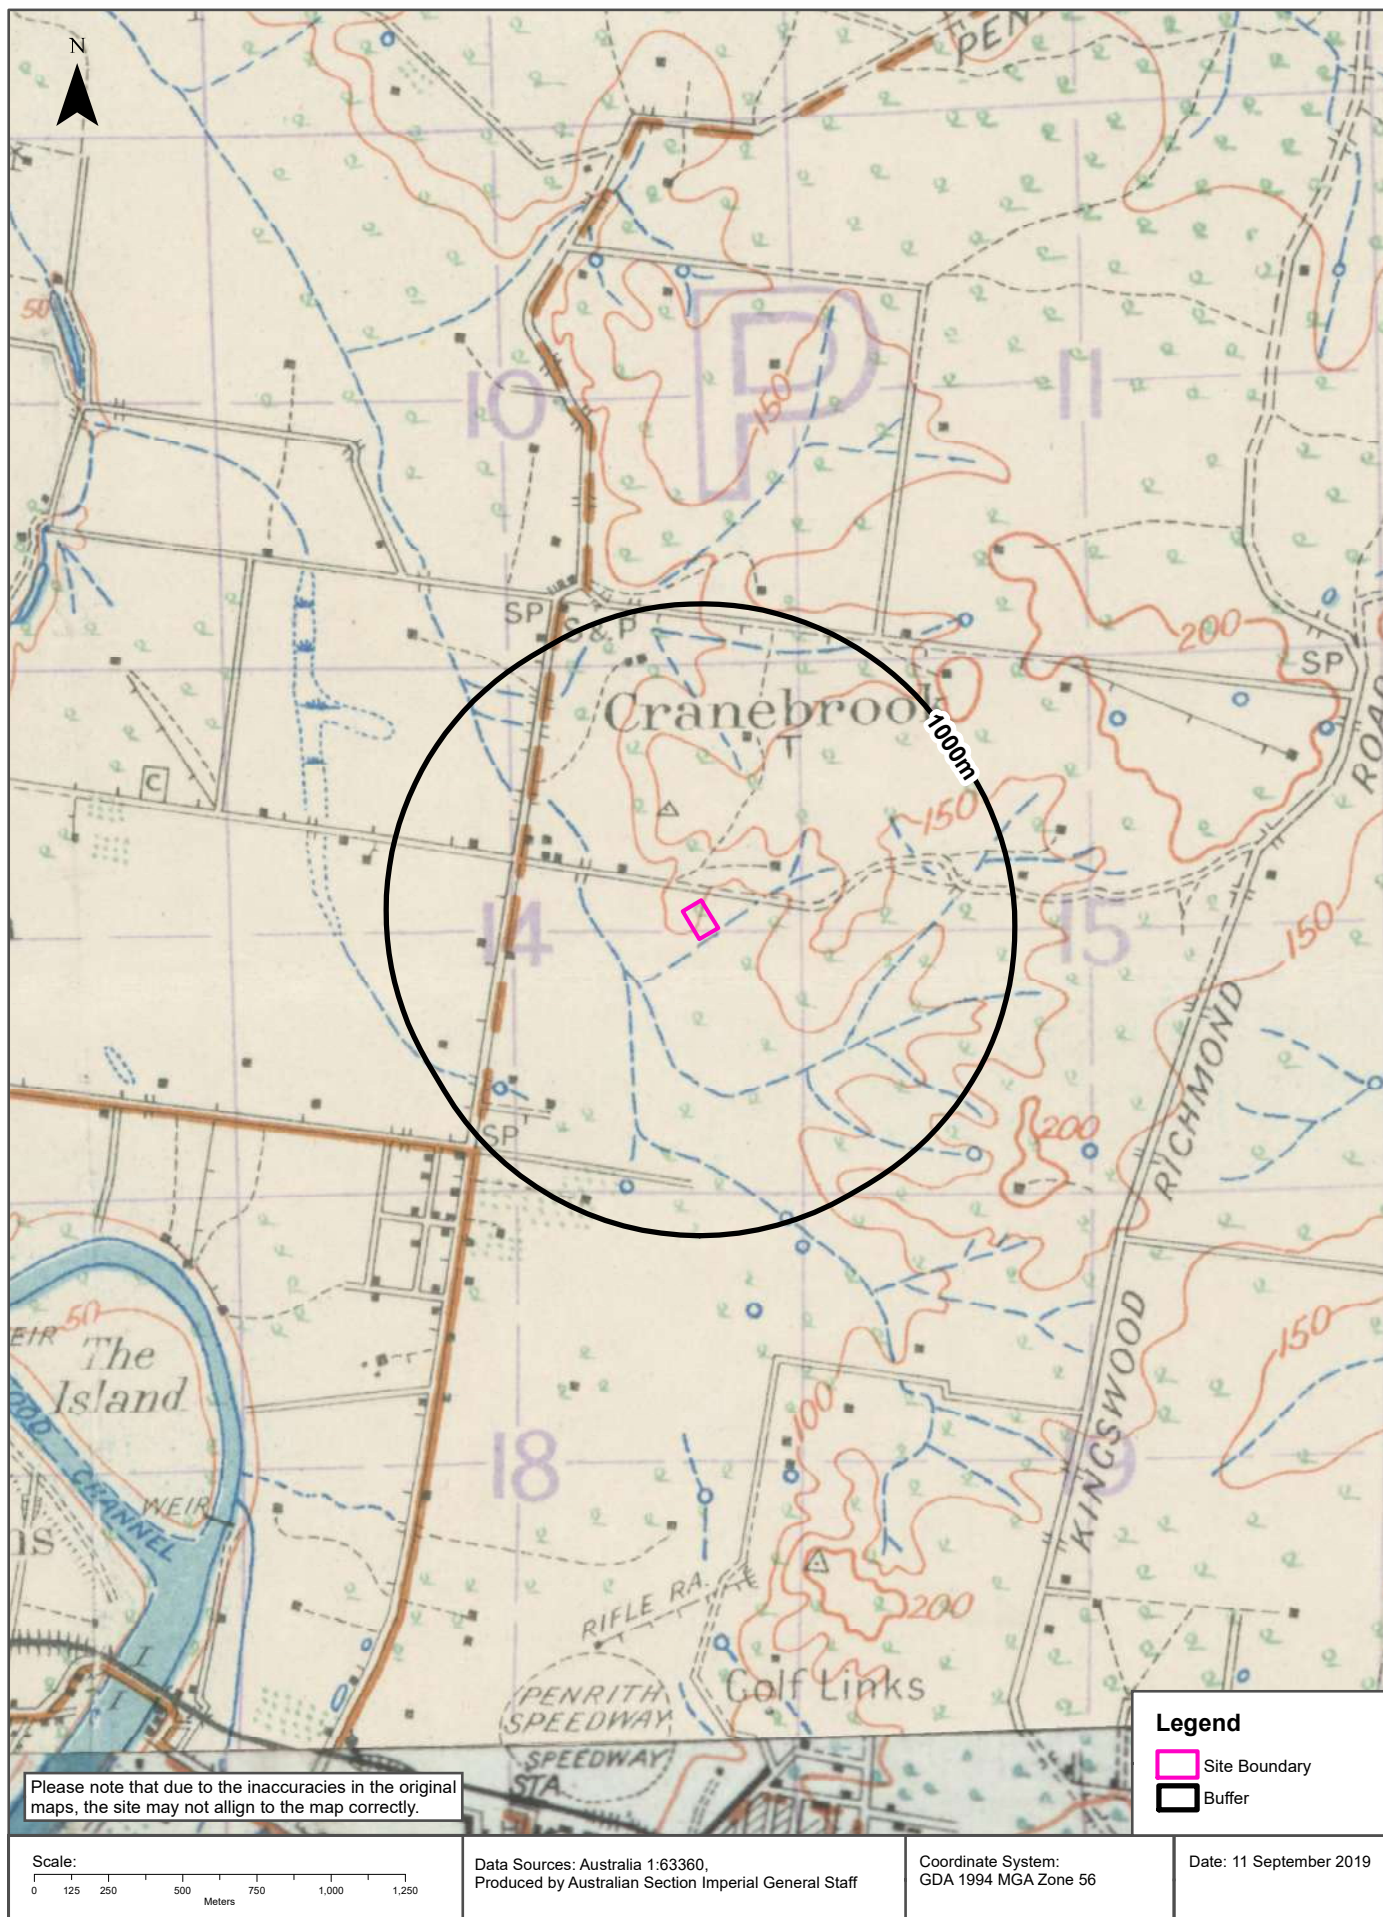 N
PEN
50
10
150
11
SP
S & P
200
SP
Cranebrook
1000m
ROAD
C
150
14
15
150
SP
200
RICHMOND
50
The
Island
WEIR
CHANNEL
KINGSWOOD
150
100
18
19
RIFLE RA.
200
PENRITH
SPEEDWAY
Golf Links
SPEEDWAY
STA
Legend
Site Boundary
Buffer
Please note that due to the inaccuracies in the original
maps, the site may not allign to the map correctly.
Scale:
0 125 250 500 750 1,000 1,250
Meters
Data Sources: Australia 1:63360,
Produced by Australian Section Imperial General Staff
Coordinate System:
GDA 1994 MGA Zone 56
Date: 11 September 2019